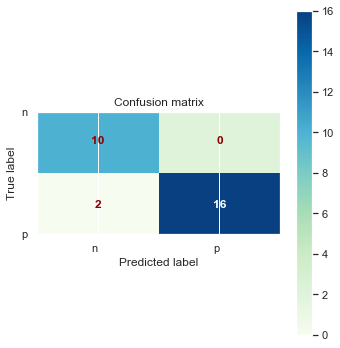 Confusion matrix
n
10 0
True label
2 16
p
n p
Predicted label
16
14
12
10
8
6
4
2
0